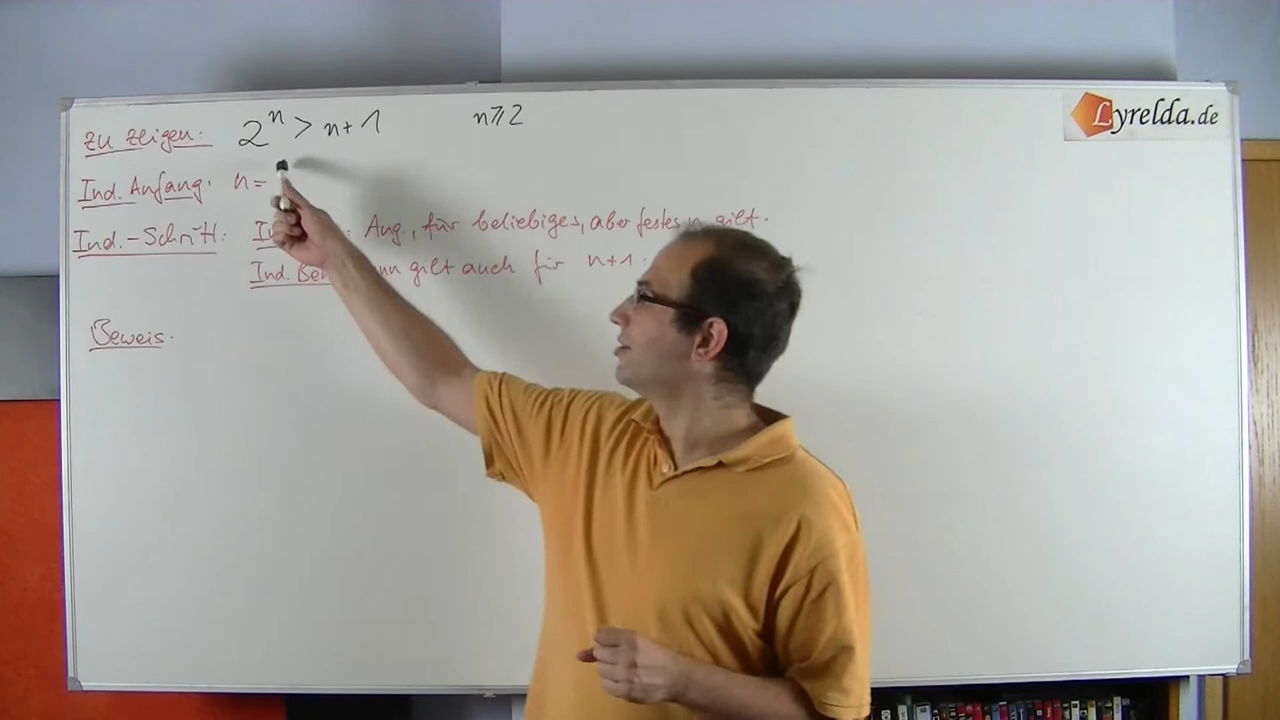 zu zeigen: 2^n > n+1 n≥2
Lyrelda.de
Ind. Anfang: n=
Ind.-Schritt: Ang., für beliebiges, aber festes n gilt.
Ind. gilt auch für n+1:
Beweis.